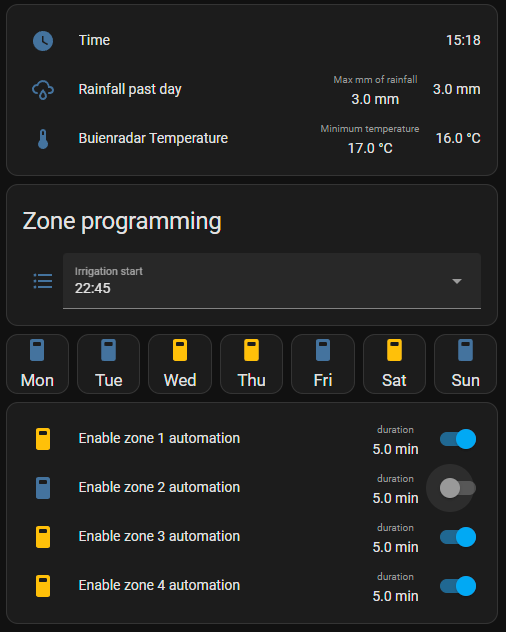 Time 15:18
Max mm of rainfall
Rainfall past day 3.0 mm 3.0 mm
Minimum temperature
Buienradar Temperature 17.0 °C 16.0 °C
Zone programming
Irrigation start
22:45
Mon Tue Wed Thu Fri Sat Sun
duration
Enable zone 1 automation 5.0 min
duration
Enable zone 2 automation 5.0 min
duration
Enable zone 3 automation 5.0 min
duration
Enable zone 4 automation 5.0 min